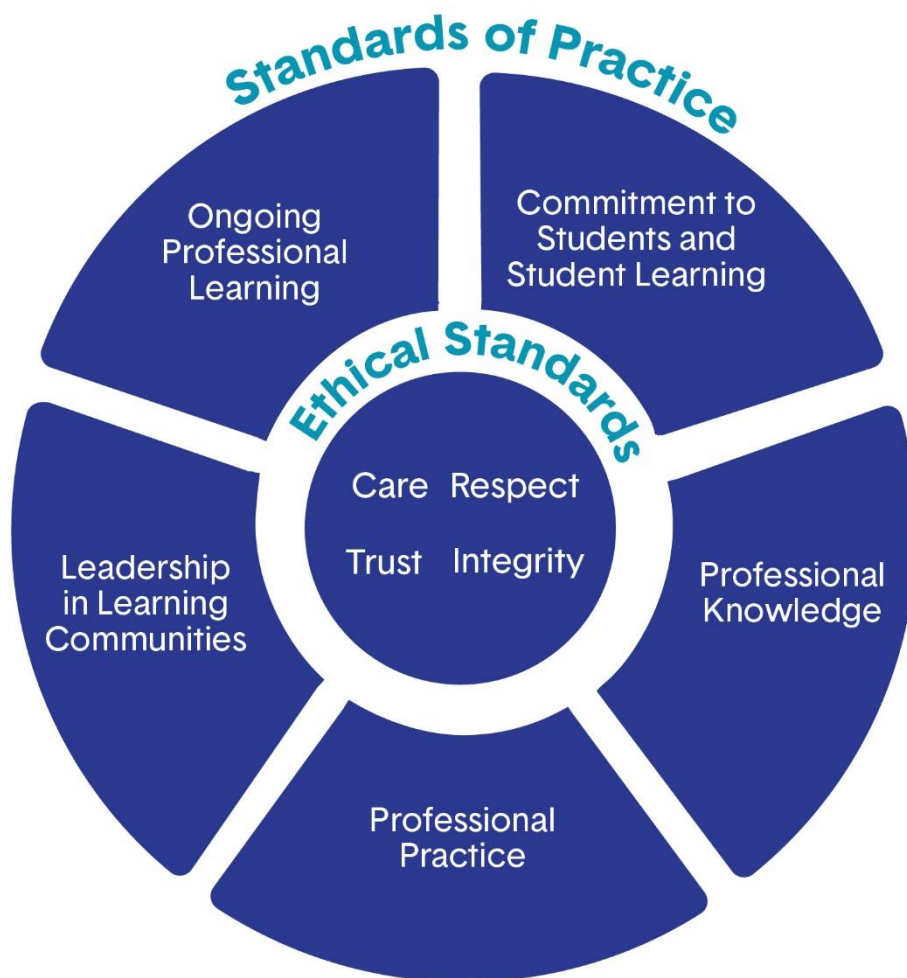 Standards of Practice
Ongoing
Professional
Learning
Commitment to
Students and
Student Learning
Ethical Standards
Care Respect
Trust Integrity
Leadership
in Learning
Communities
Professional
Knowledge
Professional
Practice